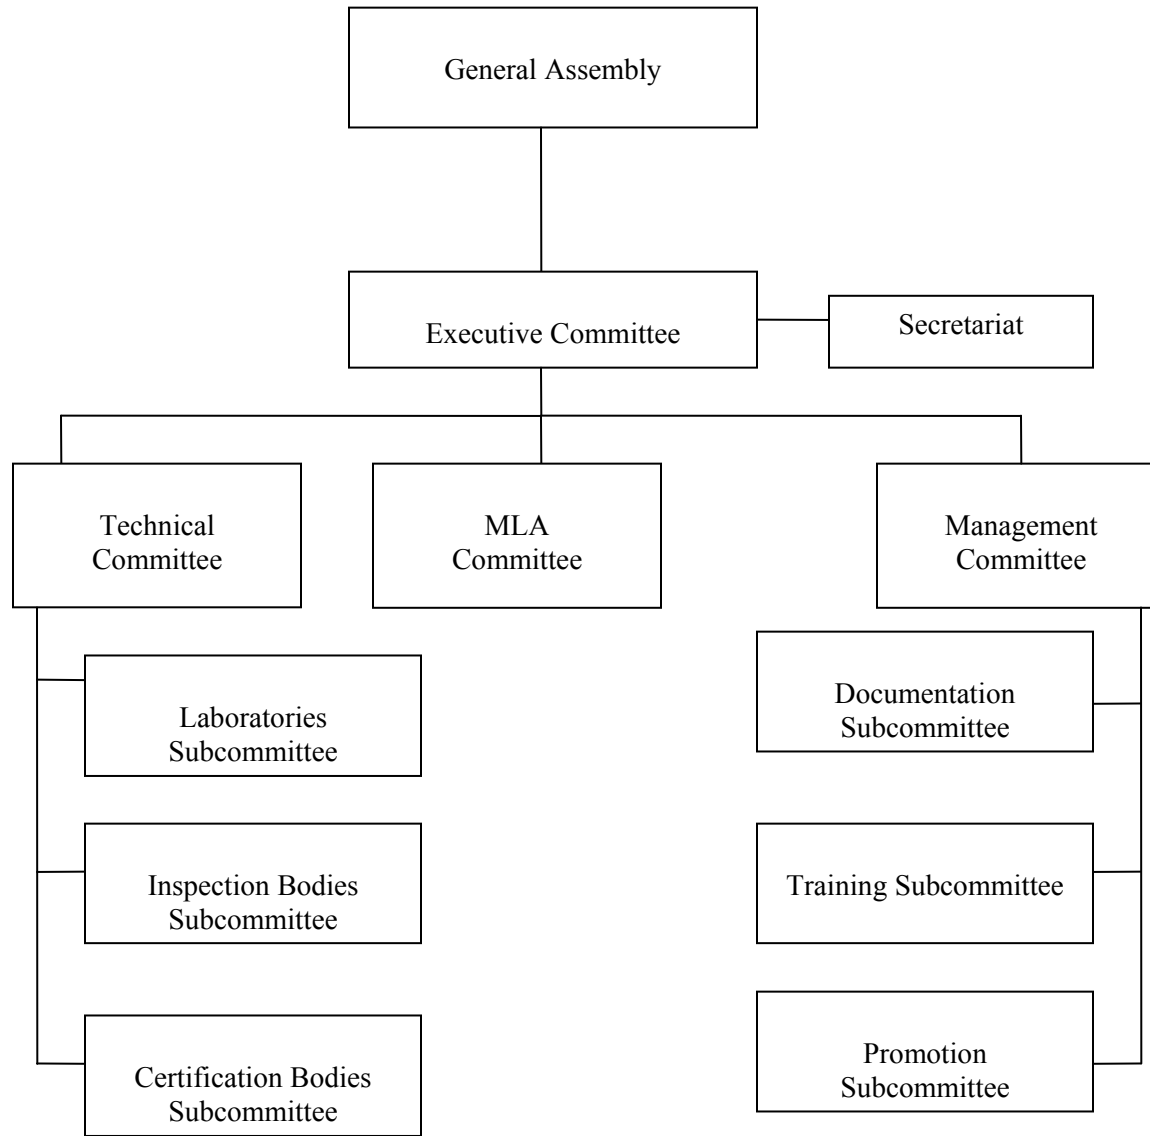 General Assembly
Executive Committee
Secretariat
Technical
Committee
MLA
Committee
Management
Committee
Laboratories
Subcommittee
Documentation
Subcommittee
Inspection Bodies
Subcommittee
Training Subcommittee
Certification Bodies
Subcommittee
Promotion
Subcommittee